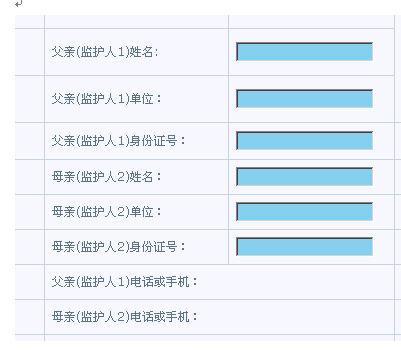 父亲(监护人1)姓名:
父亲(监护人1)单位：
父亲(监护人1)身份证号：
母亲(监护人2)姓名：
母亲(监护人2)单位：
母亲(监护人2)身份证号：
父亲(监护人1)电话或手机：
母亲(监护人2)电话或手机：